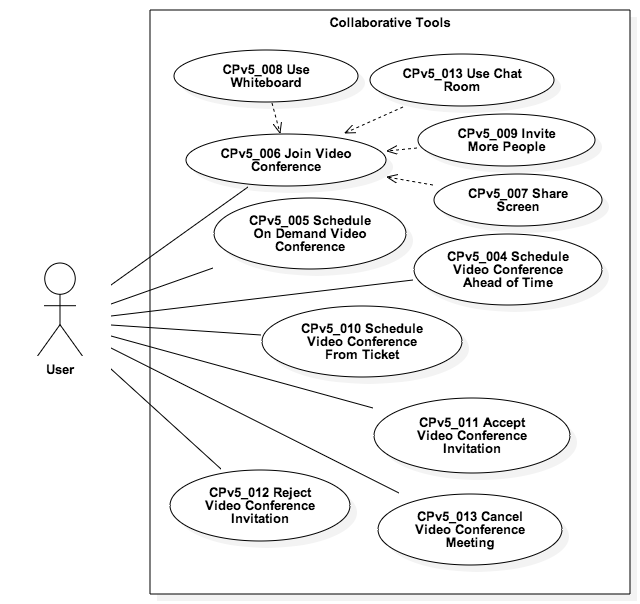 Collaborative Tools
CPv5_008 Use
Whiteboard
CPv5_013 Use Chat
Room
CPv5_009 Invite
More People
CPv5_006 Join Video
Conference
CPv5_007 Share
Screen
CPv5_005 Schedule
On Demand Video
Conference
CPv5_004 Schedule
Video Conference
Ahead of Time
CPv5_010 Schedule
Video Conference
From Ticket
User
CPv5_011 Accept
Video Conference
Invitation
CPv5_012 Reject
Video Conference
Invitation
CPv5_013 Cancel
Video Conference
Meeting